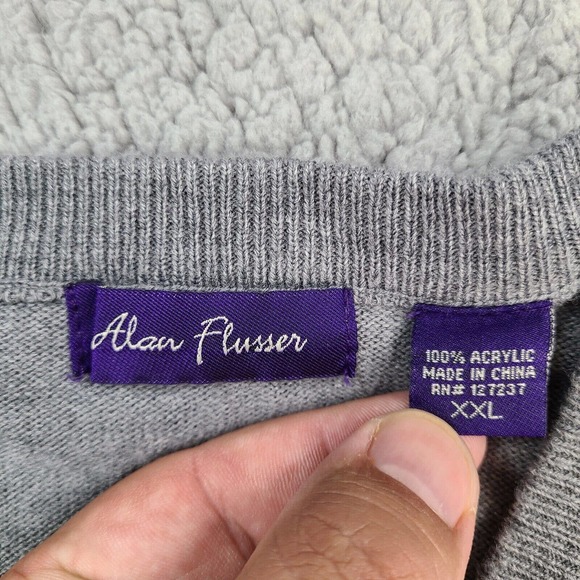 Alan Flusser
100% ACRYLIC
MADE IN CHINA
RN# 127237
XXL